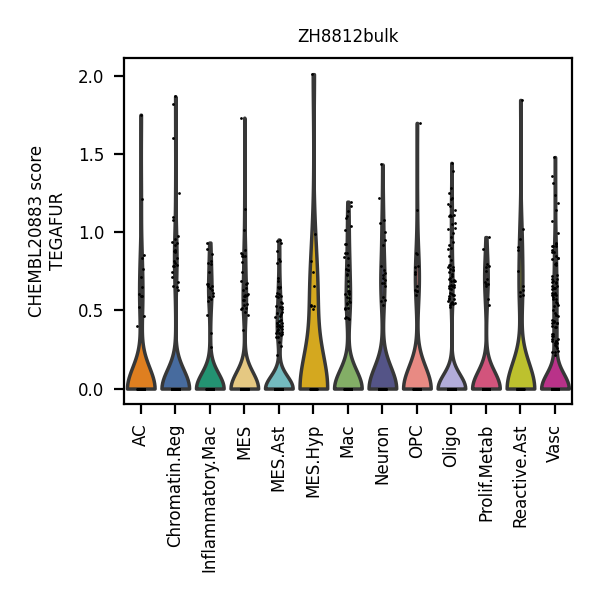 ZH8812bulk
CHEMBL20883 score
TEGAFUR
2.0
1.5
1.0
0.5
0.0
AC
Chromatin.Reg
Inflammatory.Mac
MES
MES.Ast
MES.Hyp
Mac
Neuron
OPC
Oligo
Prolif.Metab
Reactive.Ast
Vasc